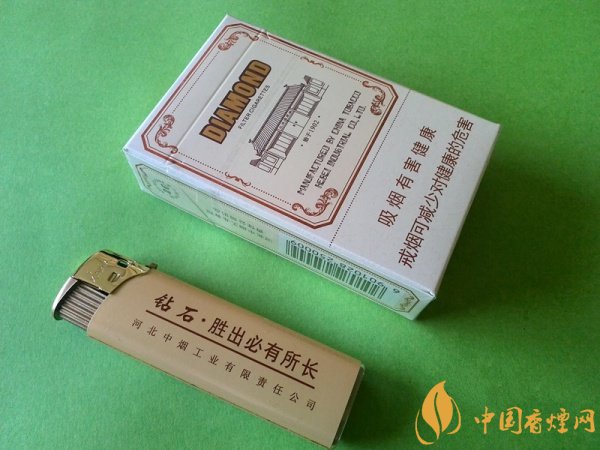 DIAMOND
FILTER CIGARETTES
MANUFACTURED BY CHINA TOBACCO
HEBEI INDUSTRIAL CO.,LTD.
吸烟有害健康
戒烟可减少对健康的危害
钻石·胜出必有所长
河北中烟工业有限责任公司
中国香煙网